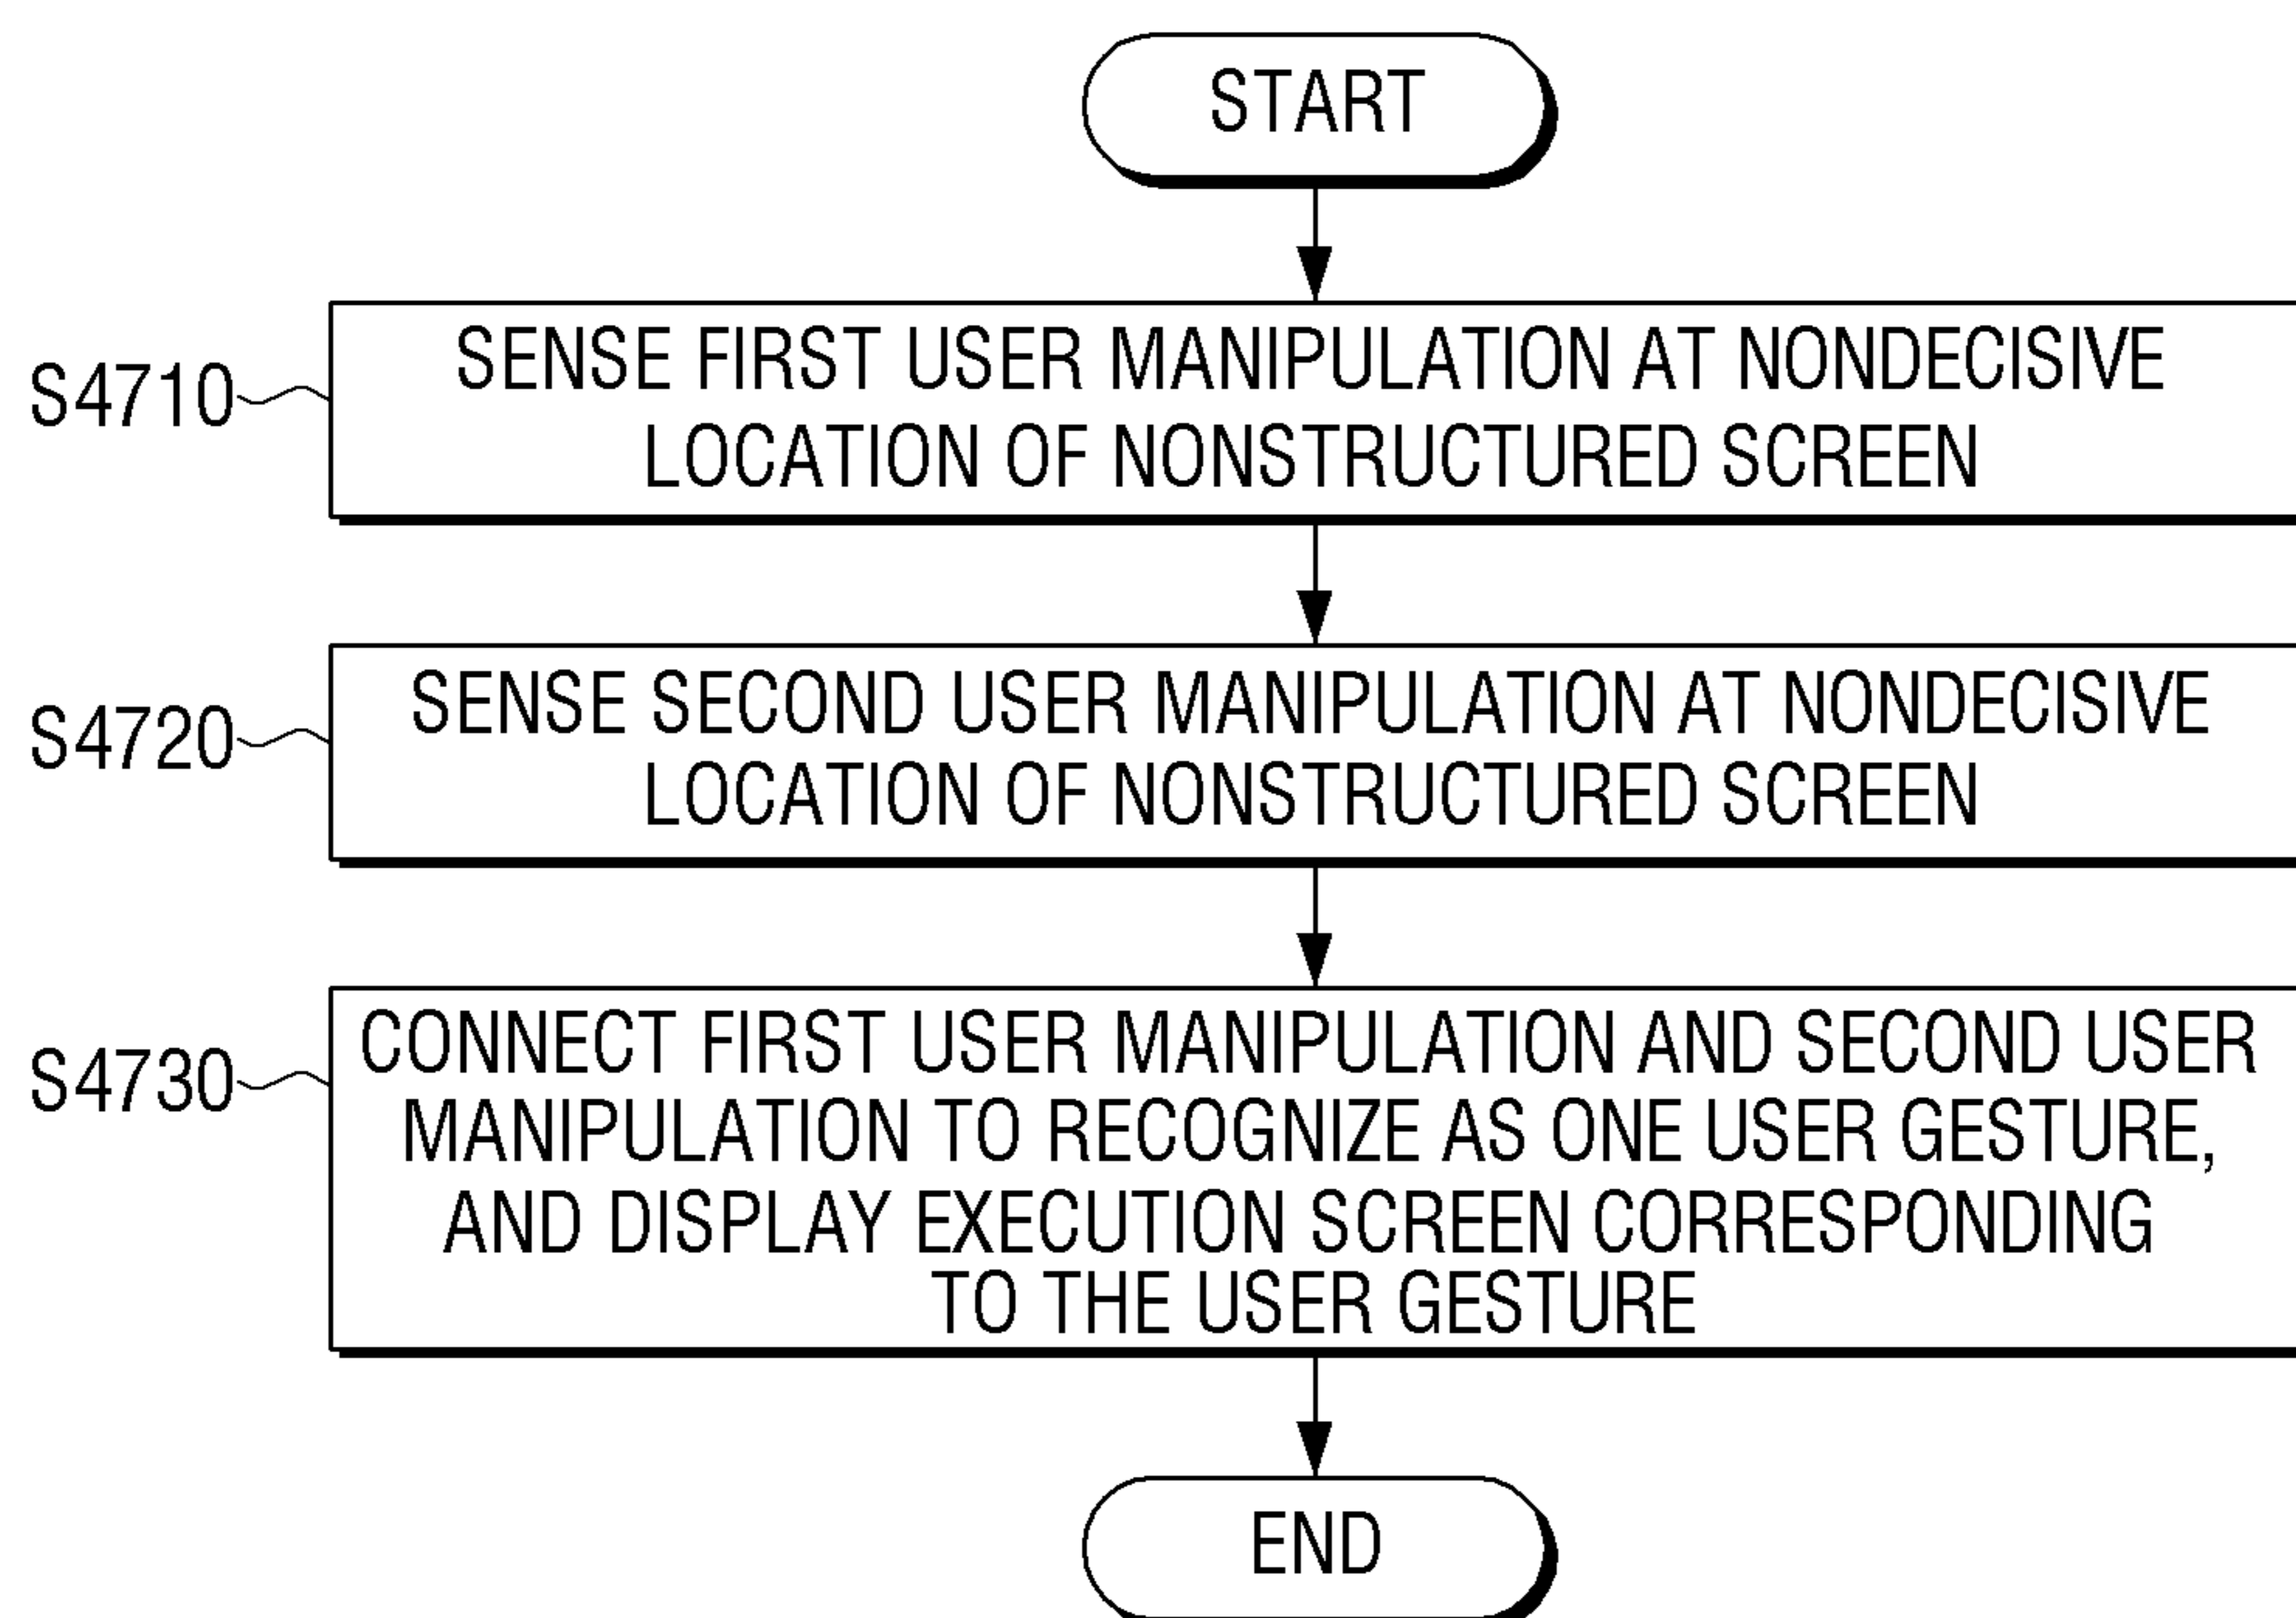 START
S4710
SENSE FIRST USER MANIPULATION AT NONDECISIVE
LOCATION OF NONSTRUCTURED SCREEN
S4720
SENSE SECOND USER MANIPULATION AT NONDECISIVE
LOCATION OF NONSTRUCTURED SCREEN
S4730
CONNECT FIRST USER MANIPULATION AND SECOND USER
MANIPULATION TO RECOGNIZE AS ONE USER GESTURE,
AND DISPLAY EXECUTION SCREEN CORRESPONDING
TO THE USER GESTURE
END